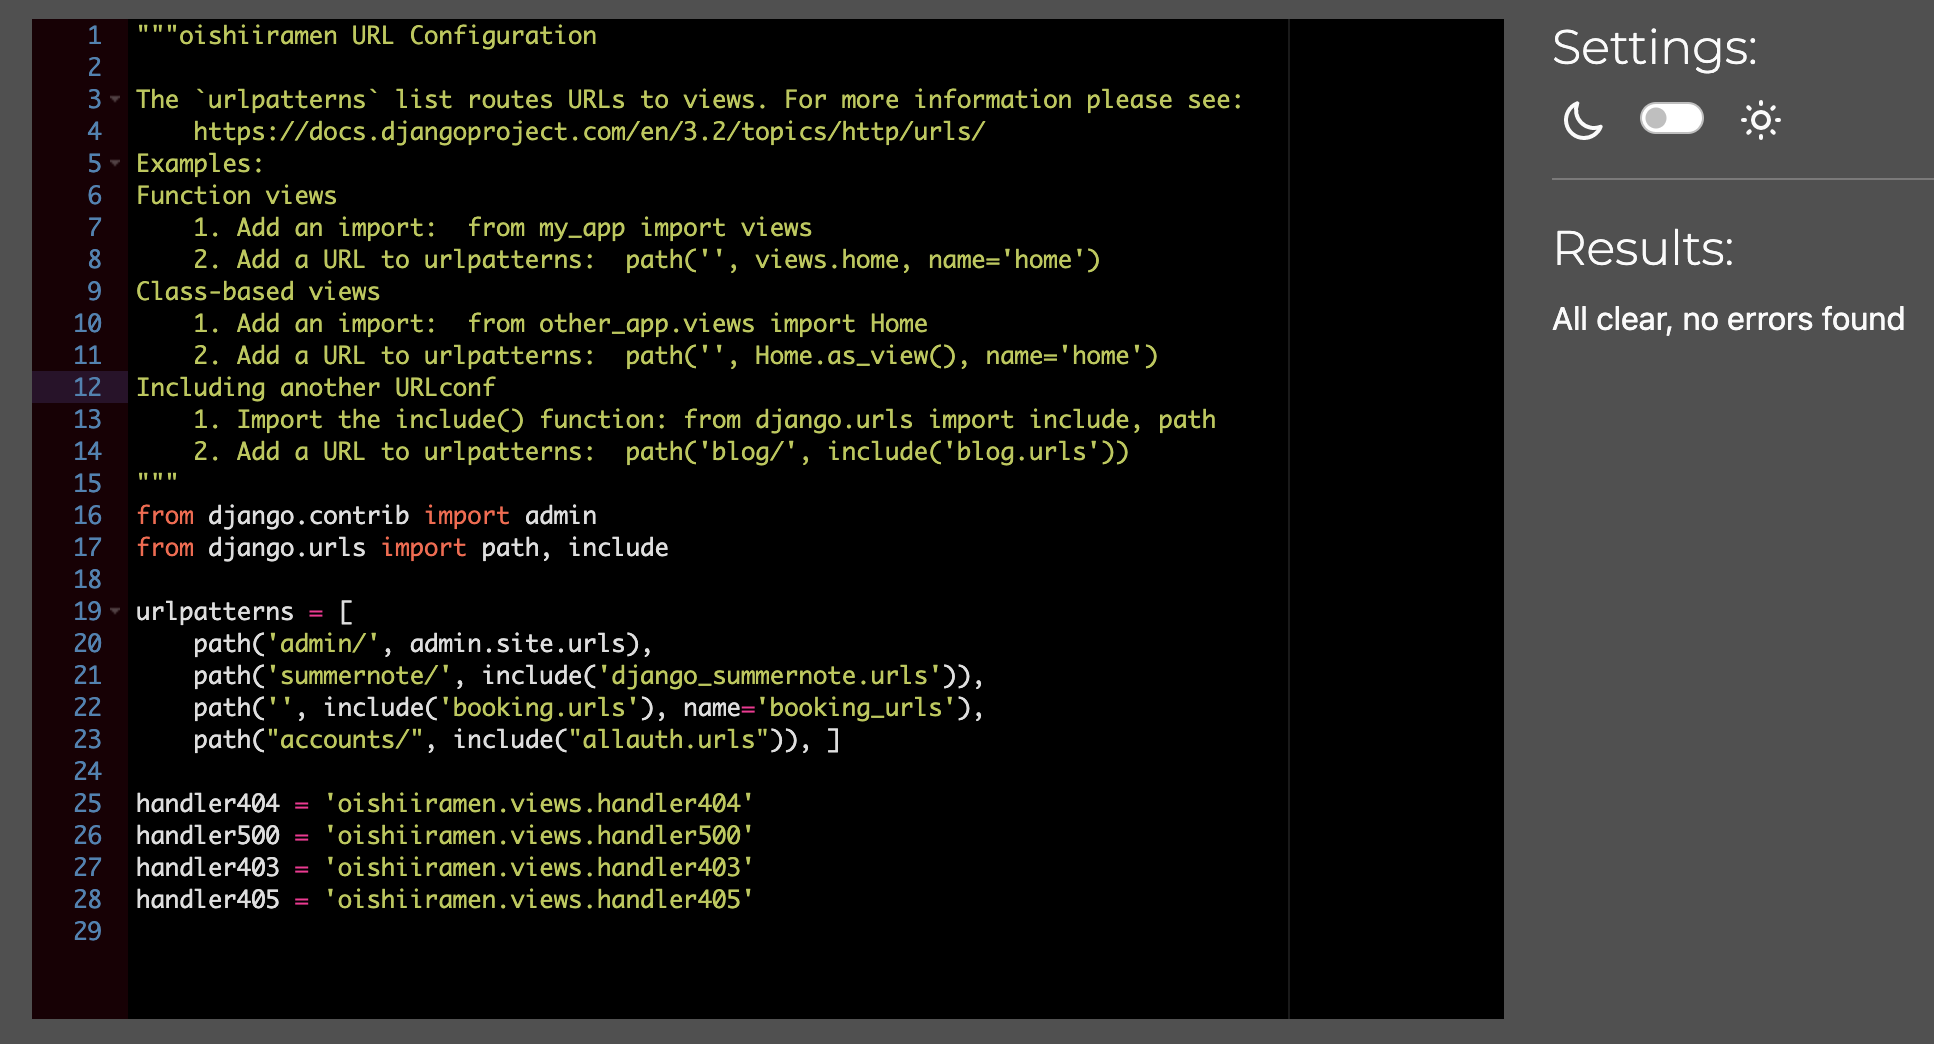 1 """oishiiramen URL Configuration
2
3 The `urlpatterns` list routes URLs to views. For more information please see:
4     https://docs.djangoproject.com/en/3.2/topics/http/urls/
5 Examples:
6 Function views
7     1. Add an import:  from my_app import views
8     2. Add a URL to urlpatterns:  path('', views.home, name='home')
9 Class-based views
10     1. Add an import:  from other_app.views import Home
11     2. Add a URL to urlpatterns:  path('', Home.as_view(), name='home')
12 Including another URLconf
13     1. Import the include() function: from django.urls import include, path
14     2. Add a URL to urlpatterns:  path('blog/', include('blog.urls'))
15 """
16 from django.contrib import admin
17 from django.urls import path, include
18
19 urlpatterns = [
20     path('admin/', admin.site.urls),
21     path('summernote/', include('django_summernote.urls')),
22     path('', include('booking.urls'), name='booking_urls'),
23     path("accounts/", include("allauth.urls")), ]
24
25 handler404 = 'oishiiramen.views.handler404'
26 handler500 = 'oishiiramen.views.handler500'
27 handler403 = 'oishiiramen.views.handler403'
28 handler405 = 'oishiiramen.views.handler405'
29
Settings:
Results:
All clear, no errors found